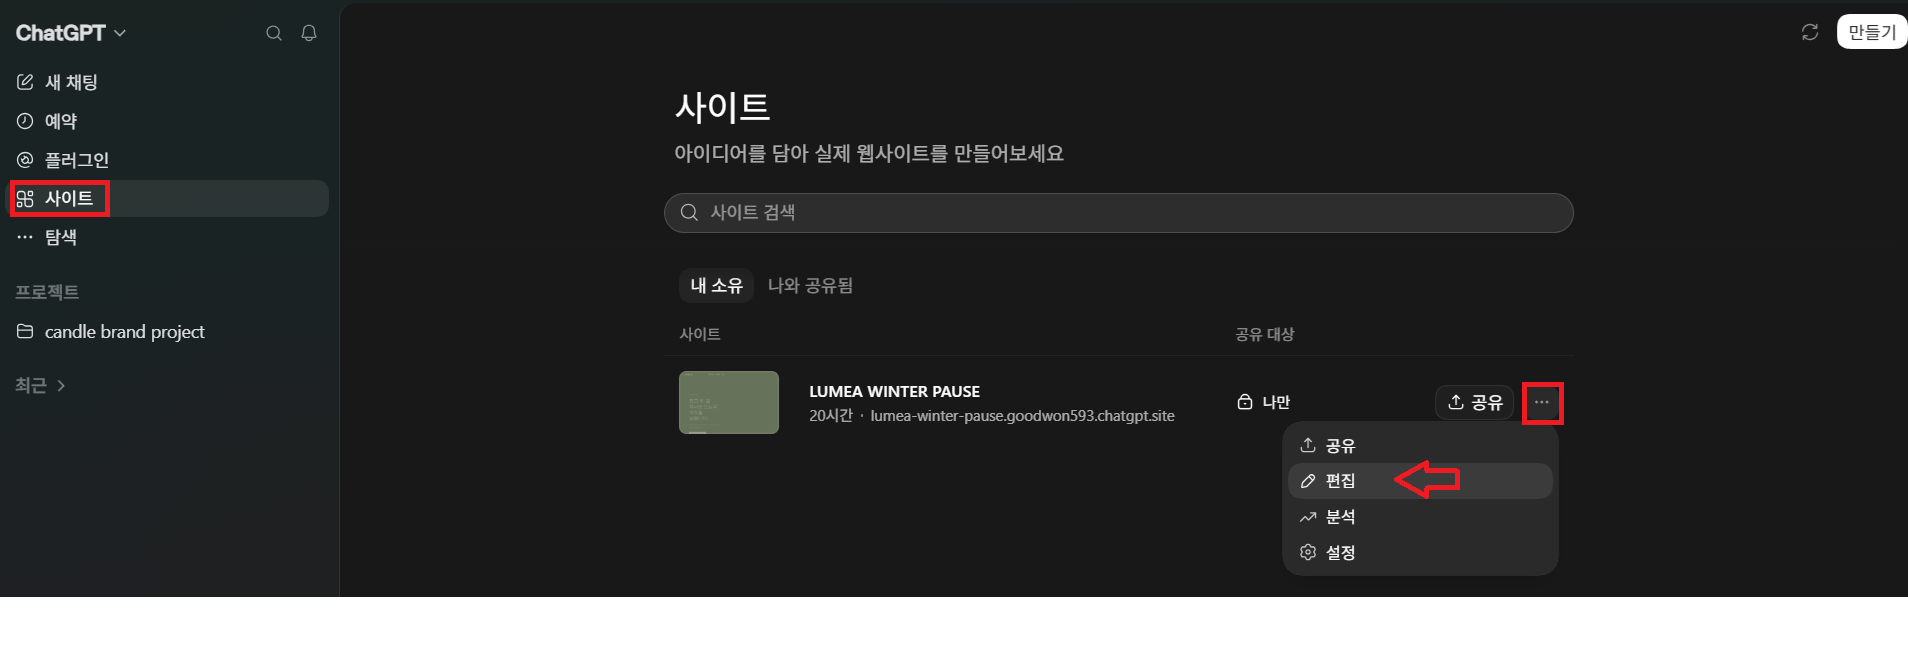 ChatGPT
새 채팅
예약
플러그인
사이트
탐색
프로젝트
candle brand project
최근
만들기
사이트
아이디어를 담아 실제 웹사이트를 만들어보세요
사이트 검색
내 소유 나와 공유됨
사이트 공유 대상
LUMEA WINTER PAUSE
20시간 · lumea-winter-pause.goodwon593.chatgpt.site
나만
공유
공유
편집
분석
설정